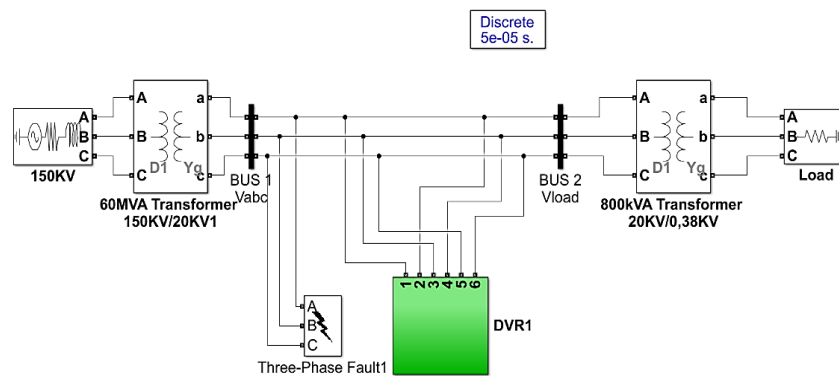 Discrete
5e-05 s.
A
B
C
150KV
A
B
C
a
b
c
D1
Yg
60MVA Transformer
150KV/20KV1
BUS 1
Vabc
BUS 2
Vload
A
B
C
a
b
c
D1
Yg
800kVA Transformer
20KV/0,38KV
A
B
C
Load
1
2
3
4
5
6
DVR1
A
B
C
Three-Phase Fault1